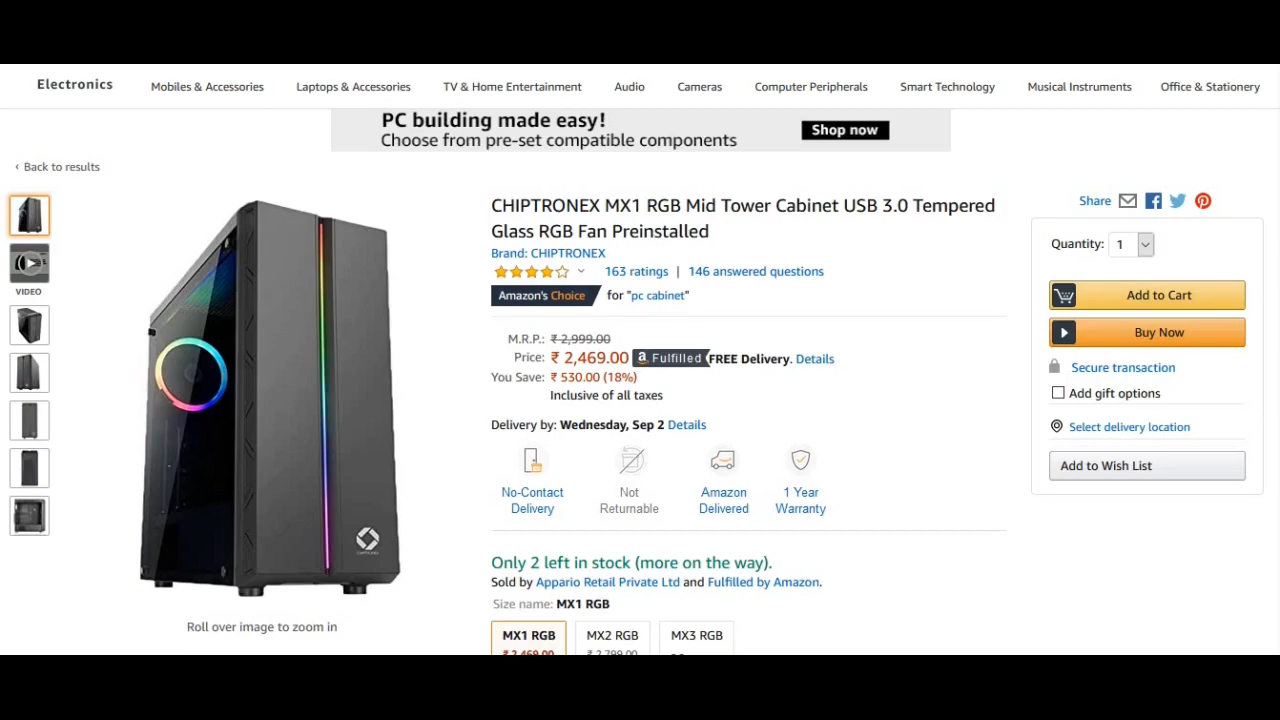 Electronics
Mobiles & Accessories
Laptops & Accessories
TV & Home Entertainment
Audio
Cameras
Computer Peripherals
Smart Technology
Musical Instruments
Office & Stationery
PC building made easy!
Choose from pre-set compatible components
Shop now
‹ Back to results
VIDEO
Roll over image to zoom in
CHIPTRONEX MX1 RGB Mid Tower Cabinet USB 3.0 Tempered
Glass RGB Fan Preinstalled
Brand: CHIPTRONEX
163 ratings | 146 answered questions
Amazon's Choice for "pc cabinet"
M.R.P.: ₹ 2,999.00
Price: ₹ 2,469.00 a Fulfilled FREE Delivery. Details
You Save: ₹ 530.00 (18%)
Inclusive of all taxes
Delivery by: Wednesday, Sep 2 Details
No-Contact
Delivery
Not
Returnable
Amazon
Delivered
1 Year
Warranty
Only 2 left in stock (more on the way).
Sold by Appario Retail Private Ltd and Fulfilled by Amazon.
Size name: MX1 RGB
MX1 RGB
₹ 2,469.00
MX2 RGB
₹ 2,799.00
MX3 RGB
Share
Quantity: 1
Add to Cart
Buy Now
Secure transaction
Add gift options
Select delivery location
Add to Wish List